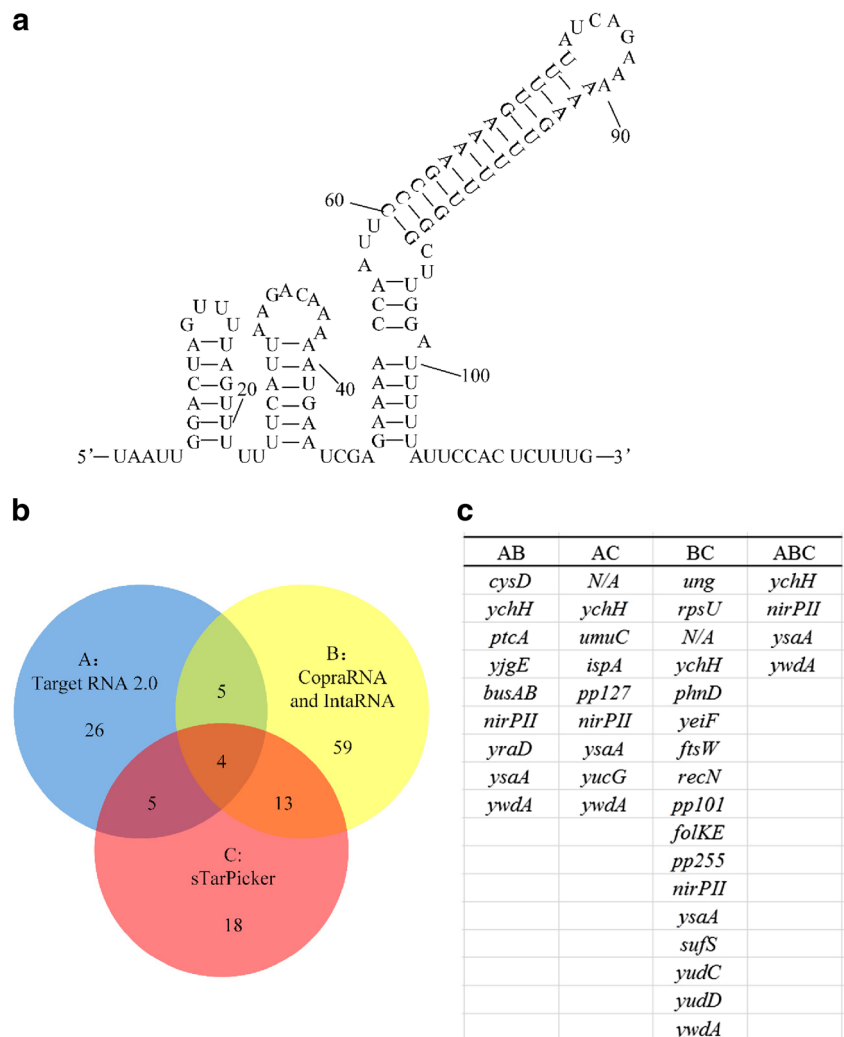 a
A U C A G A A A
90
C C C G A A A A G U U U
60
U
U
A
C
U
A—U
C—G
C—G
A
G U U U
A A G A C A A A
A—U
U—A
C—G
A—U
G—U
G—U
20
U—A
U—A
A—U
C—G
U—A
U—A
40
A—U
A—U
A—U
A—U
G—U
100
5'—UAAUU UU UCGA AUUCCAC UCUUUG—3'
b
A:
Target RNA 2.0
26
B:
CopraRNA
and IntaRNA
59
5
4
5
13
C:
sTarPicker
18
c
AB AC BC ABC
cysD N/A ung ychH
ychH ychH rpsU nirPII
ptcA umuC N/A ysaA
yjgE ispA ychH ywdA
busAB pp127 phnD
nirPII nirPII yeiF
yraD ysaA ftsW
ysaA yucG recN
ywdA ywdA pp101
folKE
pp255
nirPII
ysaA
sufS
yudC
yudD
ywdA